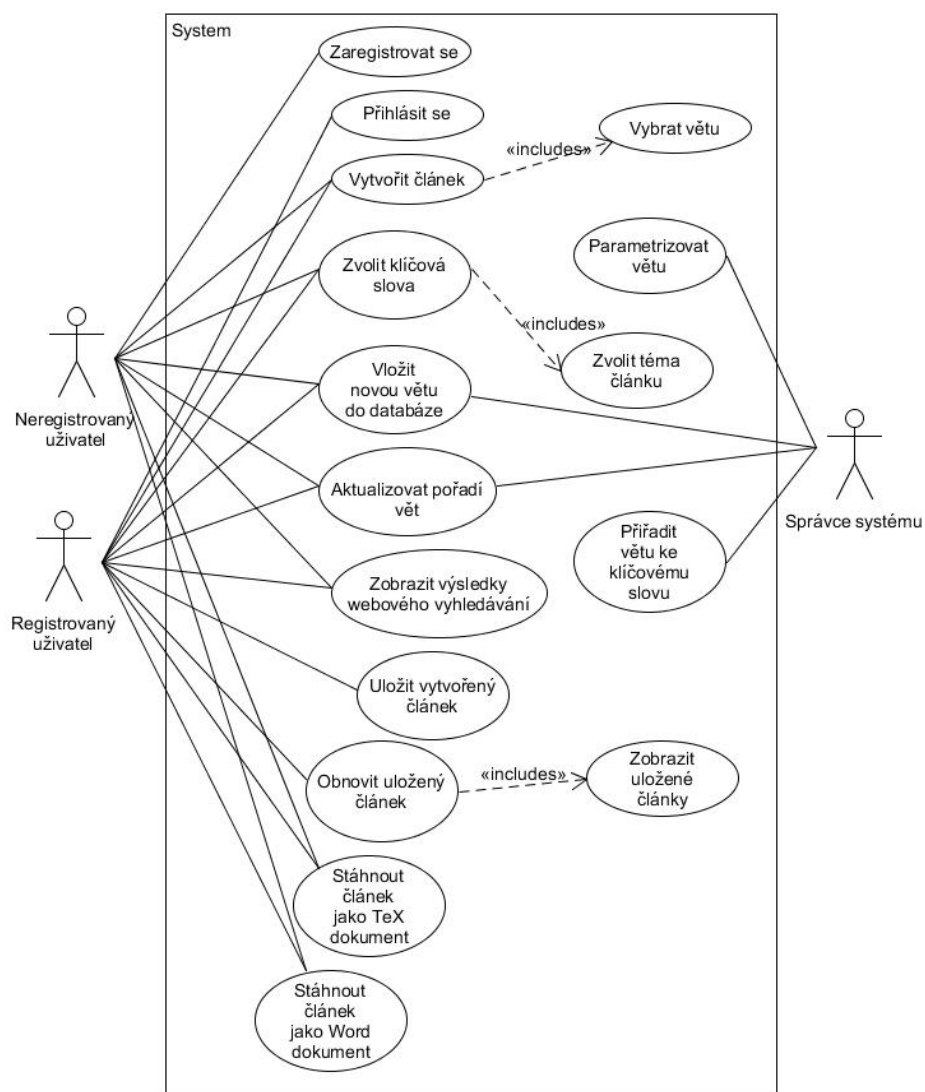 System
Zaregistrovat se
Přihlásit se
Vybrat větu
«includes»
Vytvořit článek
Parametrizovat
větu
Zvolit klíčová
slova
«includes»
Zvolit téma
článku
Neregistrovaný
uživatel
Vložit
novou větu
do databáze
Aktualizovat pořadí
vět
Správce systému
Přiřadit
větu ke
klíčovému
slovu
Registrovaný
uživatel
Zobrazit výsledky
webového vyhledávání
Uložit vytvořený
článek
Obnovit uložený
článek
«includes»
Zobrazit
uložené
články
Stáhnout
článek
jako TeX
dokument
Stáhnout
článek
jako Word
dokument